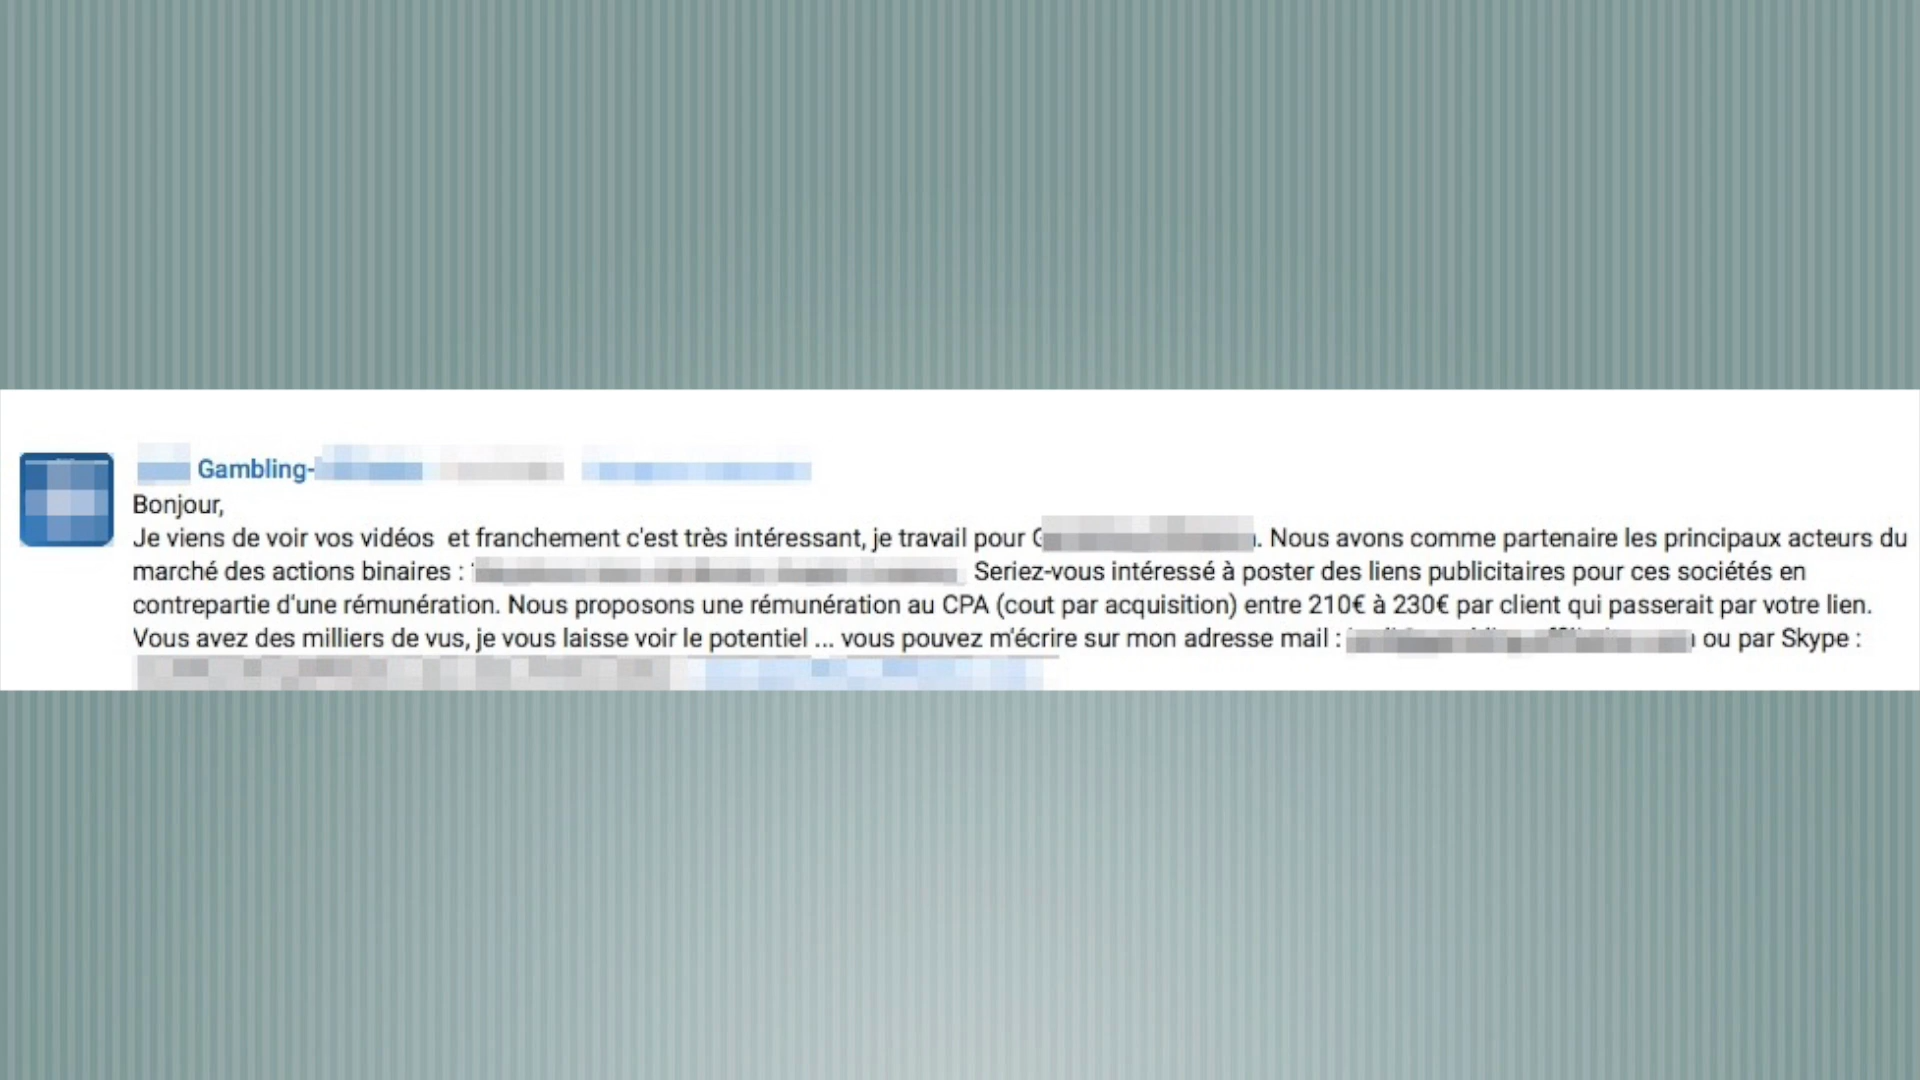 Gambling-
Bonjour,
Je viens de voir vos vidéos et franchement c'est très intéressant, je travail pour G . Nous avons comme partenaire les principaux acteurs du
marché des actions binaires : Seriez-vous intéressé à poster des liens publicitaires pour ces sociétés en
contrepartie d'une rémunération. Nous proposons une rémunération au CPA (cout par acquisition) entre 210€ à 230€ par client qui passerait par votre lien.
Vous avez des milliers de vus, je vous laisse voir le potentiel ... vous pouvez m'écrire sur mon adresse mail : ou par Skype :